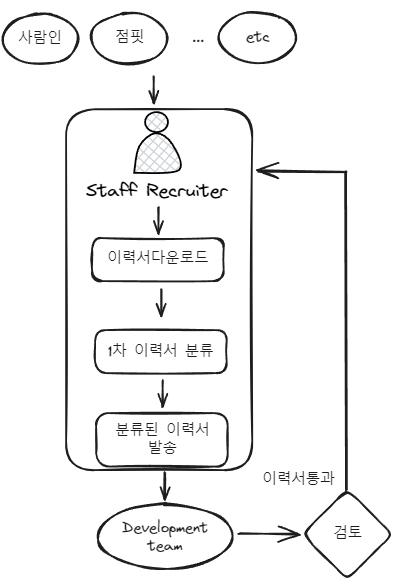 사람인
점핏
...
etc
Staff Recruiter
이력서다운로드
1차 이력서 분류
분류된 이력서
발송
이력서통과
Development
team
검토